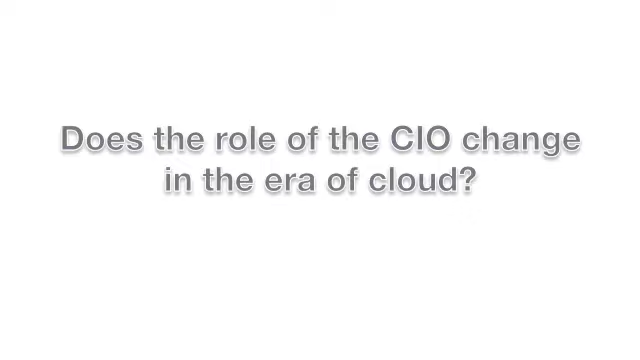 Does the role of the CIO change
in the era of cloud?